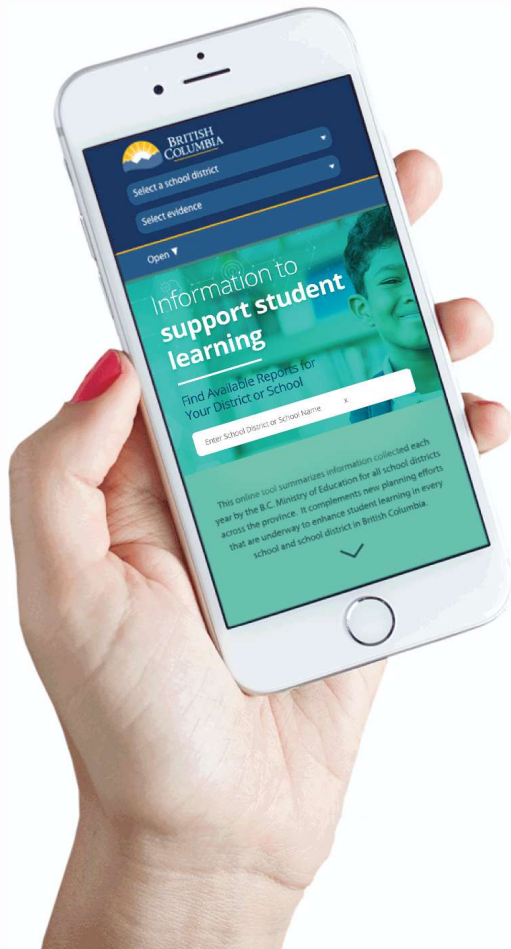 BRITISH
COLUMBIA
Select a school district
Select evidence
Open
Information to
support student
learning
Find Available Reports for
Your District or School
Enter School District or School Name x
This online tool summarizes information collected each
year by the B.C. Ministry of Education for all school districts
across the province. It complements new planning efforts
that are underway to enhance student learning in every
school and school district in British Columbia.